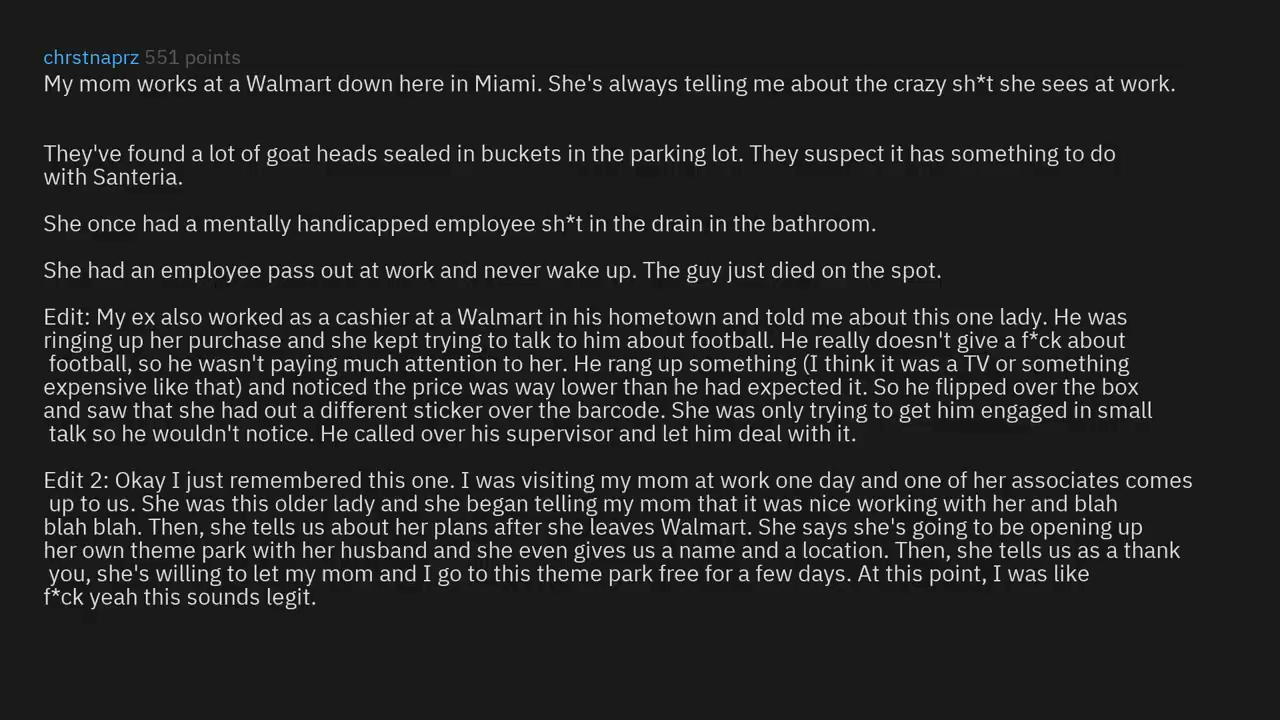 chrstnaprz 551 points
My mom works at a Walmart down here in Miami. She's always telling me about the crazy sh*t she sees at work.
They've found a lot of goat heads sealed in buckets in the parking lot. They suspect it has something to do
with Santeria.
She once had a mentally handicapped employee sh*t in the drain in the bathroom.
She had an employee pass out at work and never wake up. The guy just died on the spot.
Edit: My ex also worked as a cashier at a Walmart in his hometown and told me about this one lady. He was
ringing up her purchase and she kept trying to talk to him about football. He really doesn't give a f*ck about
football, so he wasn't paying much attention to her. He rang up something (I think it was a TV or something
expensive like that) and noticed the price was way lower than he had expected it. So he flipped over the box
and saw that she had out a different sticker over the barcode. She was only trying to get him engaged in small
talk so he wouldn't notice. He called over his supervisor and let him deal with it.
Edit 2: Okay I just remembered this one. I was visiting my mom at work one day and one of her associates comes
up to us. She was this older lady and she began telling my mom that it was nice working with her and blah
blah blah. Then, she tells us about her plans after she leaves Walmart. She says she's going to be opening up
her own theme park with her husband and she even gives us a name and a location. Then, she tells us as a thank
you, she's willing to let my mom and I go to this theme park free for a few days. At this point, I was like
f*ck yeah this sounds legit.